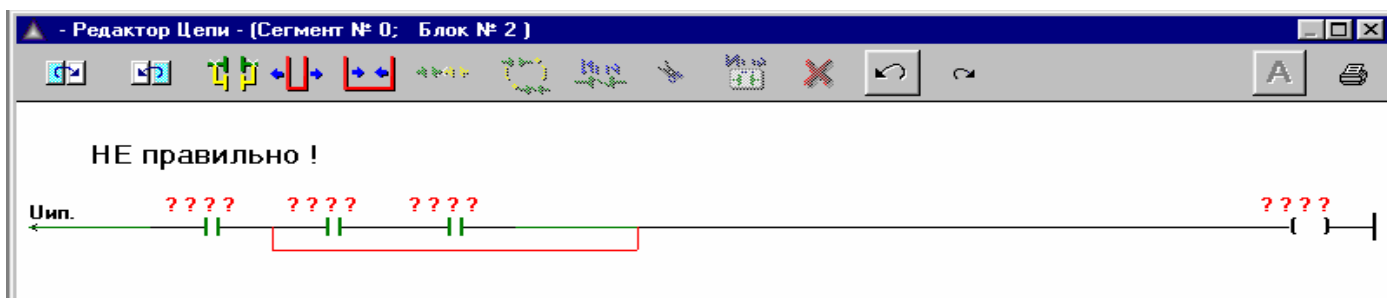 - Редактор Цепи - (Сегмент № 0; Блок № 2 )
A
НЕ правильно !
Uип. ? ? ? ? ? ? ? ? ? ? ? ? ? ? ? ?